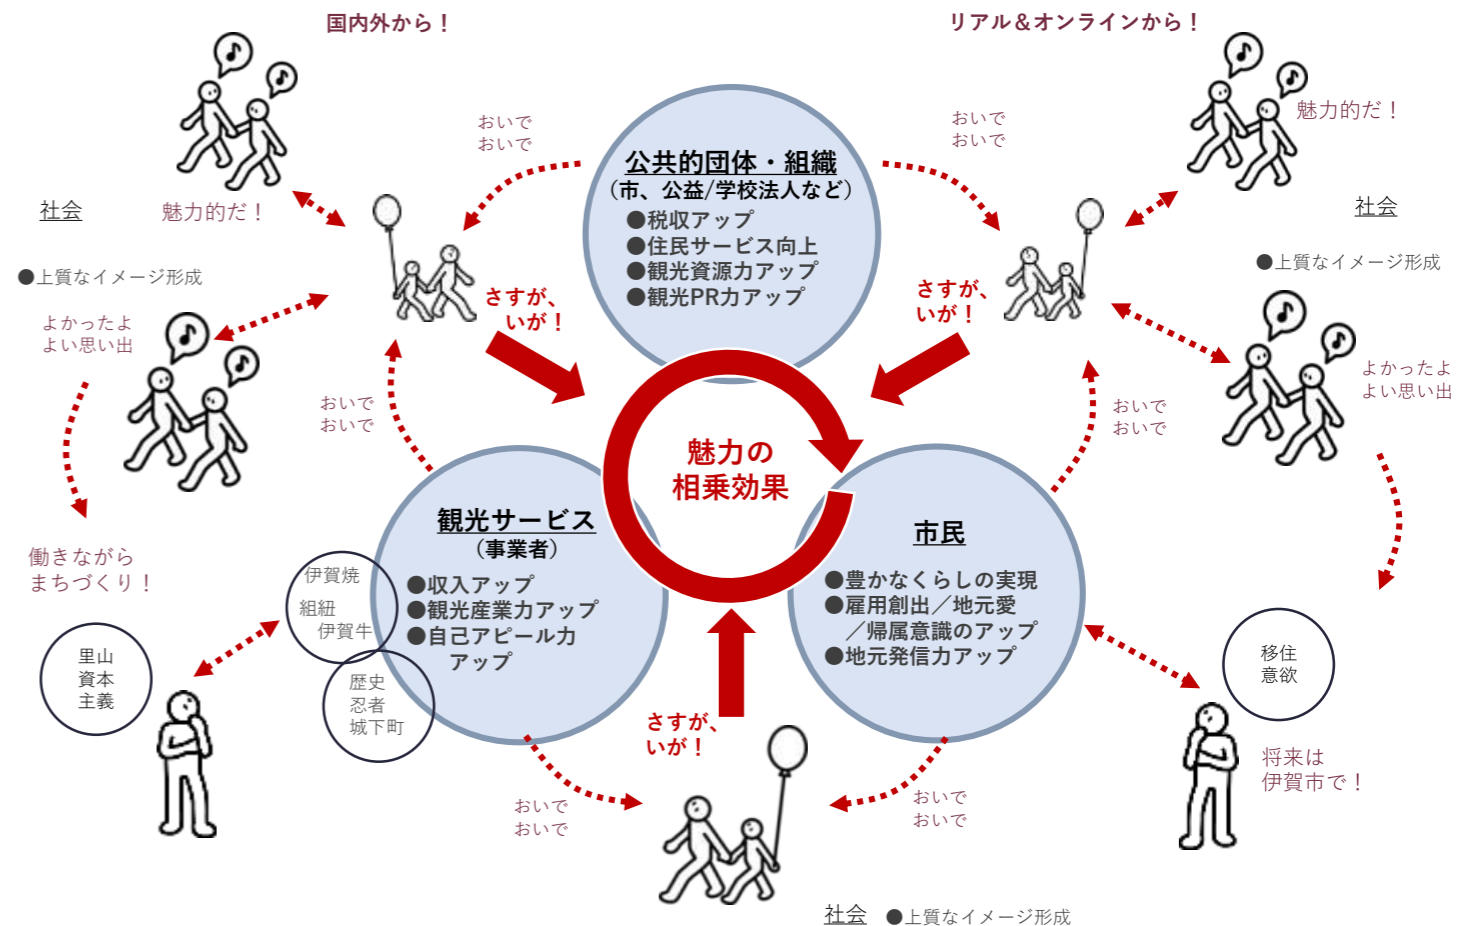 国内外から！
リアル＆オンラインから！
魅力的だ！
おいで
おいで
おいで
おいで
公共的団体・組織
（市、公益/学校法人など）
●税収アップ
●住民サービス向上
●観光資源力アップ
●観光PR力アップ
社会
魅力的だ！
社会
●上質なイメージ形成
●上質なイメージ形成
さすが、
いが！
さすが、
いが！
よかったよ
よい思い出
よかったよ
よい思い出
おいで
おいで
おいで
おいで
魅力の
相乗効果
観光サービス
（事業者）
●収入アップ
●観光産業力アップ
●自己アピール力
アップ
市民
●豊かなくらしの実現
●雇用創出／地元愛
／帰属意識のアップ
●地元発信力アップ
働きながら
まちづくり！
伊賀焼
組紐
伊賀牛
里山
資本
主義
歴史
忍者
城下町
移住
意欲
将来は
伊賀市で！
さすが、
いが！
おいで
おいで
おいで
おいで
社会
●上質なイメージ形成